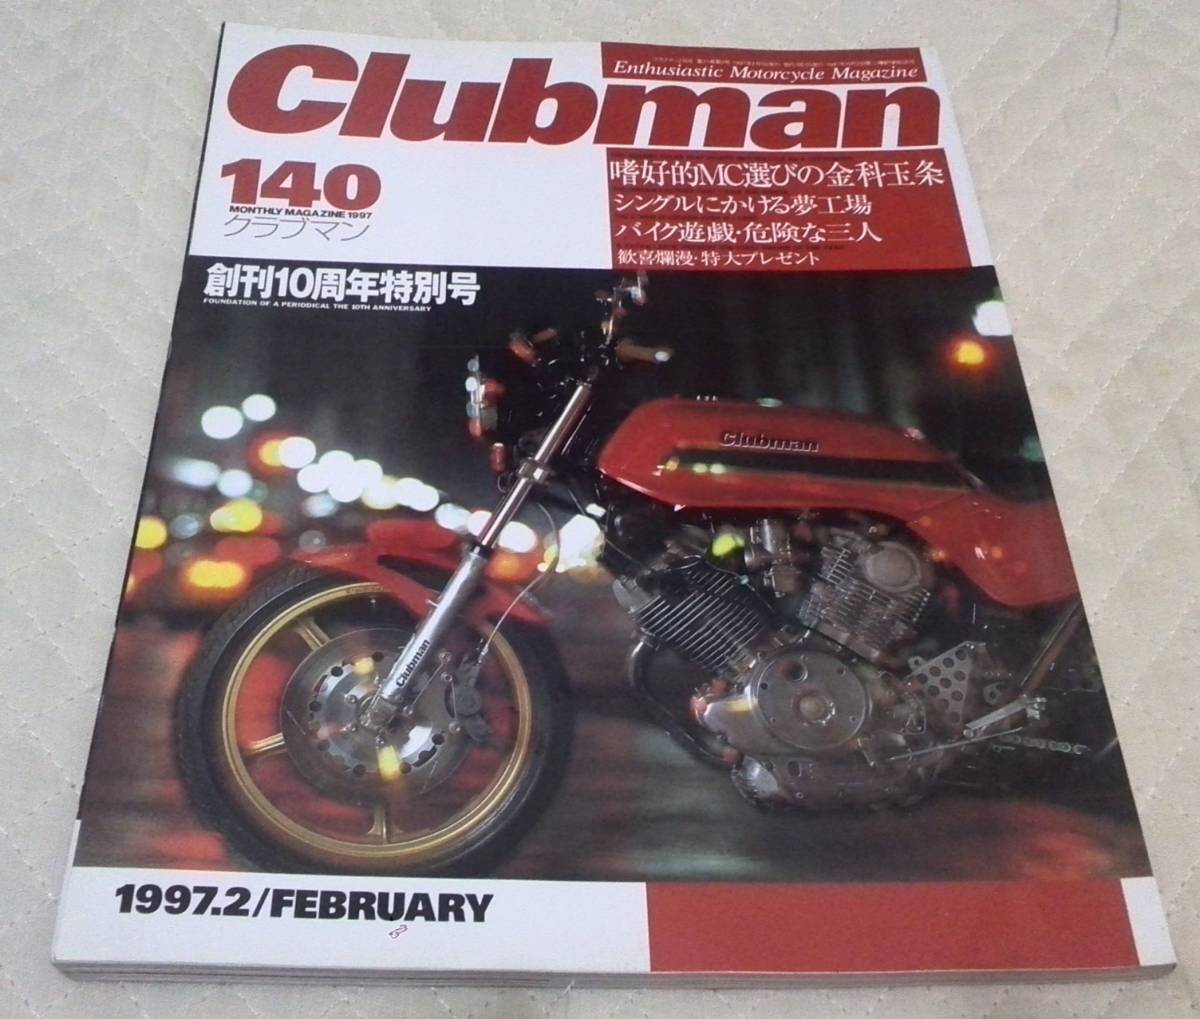 Clubman
Enthusiastic Motorcycle Magazine
140
MONTHLY MAGAZINE 1997
クラブマン
嗜好的MC選びの金科玉条
シングルにかける夢工場
バイク遊戯・危険な三人
歓喜爛漫・特大プレゼント
創刊10周年特別号
FOUNDATION OF A PERIODICAL THE 10TH ANNIVERSARY
Clubman
Clubman
1997.2/FEBRUARY